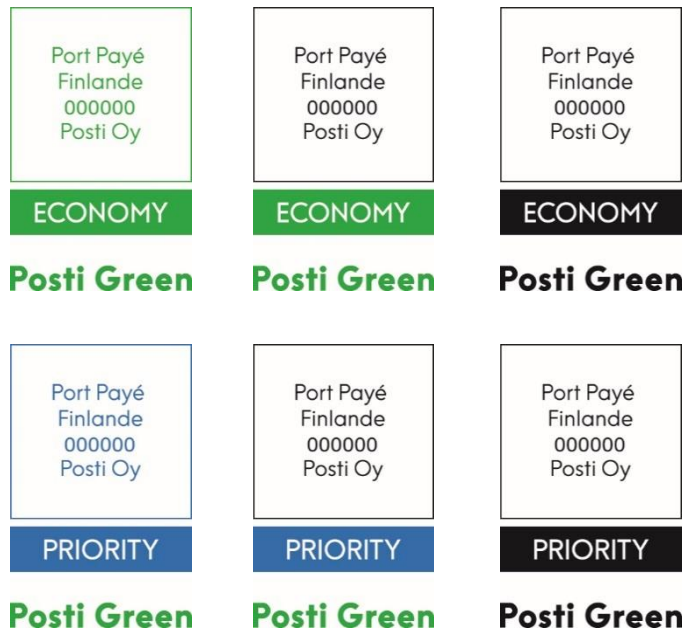 Port Payé
Finlande
000000
Posti Oy
ECONOMY
Posti Green
Port Payé
Finlande
000000
Posti Oy
ECONOMY
Posti Green
Port Payé
Finlande
000000
Posti Oy
ECONOMY
Posti Green
Port Payé
Finlande
000000
Posti Oy
PRIORITY
Posti Green
Port Payé
Finlande
000000
Posti Oy
PRIORITY
Posti Green
Port Payé
Finlande
000000
Posti Oy
PRIORITY
Posti Green